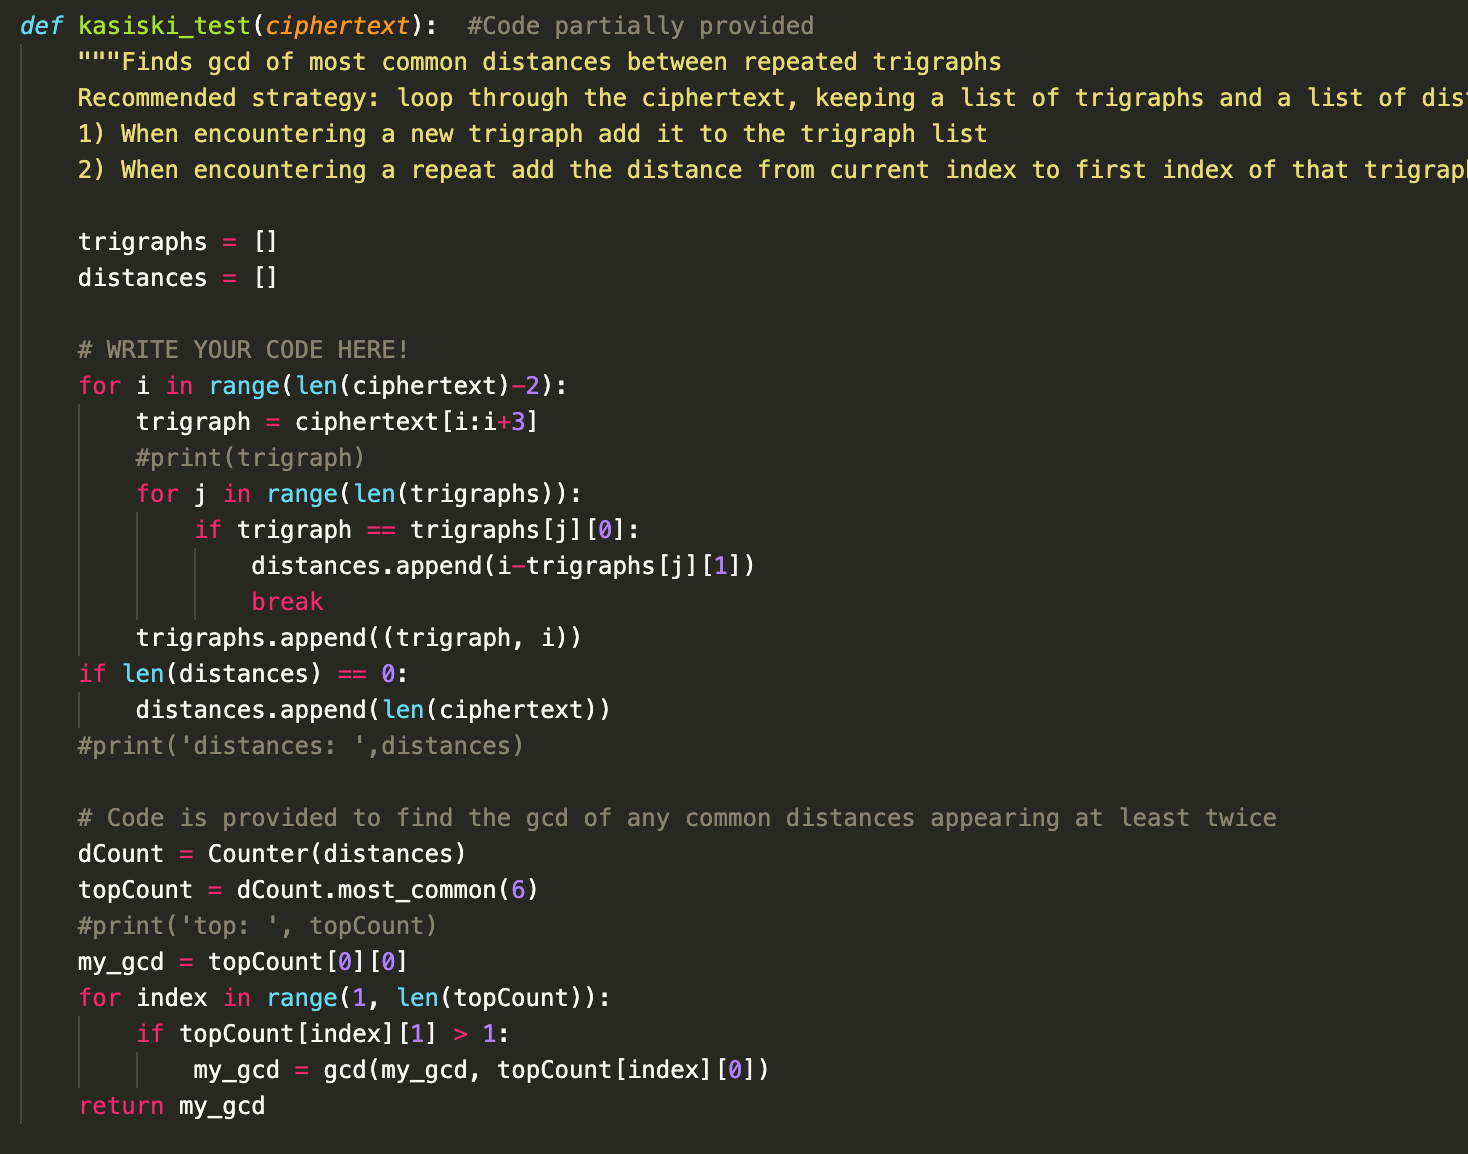 def kasiski_test(ciphertext):  #Code partially provided
    """Finds gcd of most common distances between repeated trigraphs
    Recommended strategy: loop through the ciphertext, keeping a list of trigraphs and a list of
    1) When encountering a new trigraph add it to the trigraph list
    2) When encountering a repeat add the distance from current index to first index of that

    trigraphs = []
    distances = []

    # WRITE YOUR CODE HERE!
    for i in range(len(ciphertext)-2):
        trigraph = ciphertext[i:i+3]
        #print(trigraph)
        for j in range(len(trigraphs)):
            if trigraph == trigraphs[j][0]:
                distances.append(i-trigraphs[j][1])
                break
        trigraphs.append((trigraph, i))
    if len(distances) == 0:
        distances.append(len(ciphertext))
    #print('distances: ',distances)

    # Code is provided to find the gcd of any common distances appearing at least twice
    dCount = Counter(distances)
    topCount = dCount.most_common(6)
    #print('top: ', topCount)
    my_gcd = topCount[0][0]
    for index in range(1, len(topCount)):
        if topCount[index][1] > 1:
            my_gcd = gcd(my_gcd, topCount[index][0])
    return my_gcd